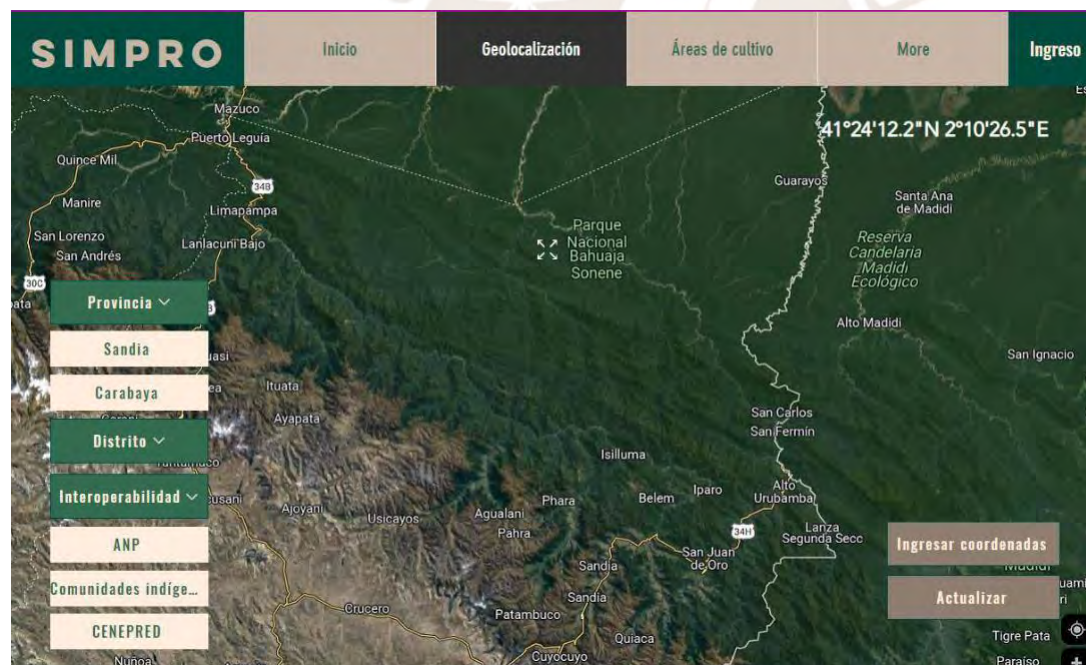 SIMPRO
Inicio
Geolocalización
Áreas de cultivo
More
Ingreso
41°24'12.2"N 2°10'26.5"E
Mazuco
Puerto Leguía
Quince Mil
34B
Manire
Limapampa
San Lorenzo
San Andrés
Lanlacuni Bajo
30C
Guarayos
Santa Ana
de Madidi
Parque
Nacional
Bahuaja
Sonene
Reserva
Candelaria
Madidi
Ecológico
Alto Madidi
San Ignacio
Provincia
Sandia
Carabaya
Distrito
Interoperabilidad
ANP
Comunidades indíge...
CENEPRED
Ituata
Ayapata
Ajoyani
Usicayos
Crucero
Nuñoa
Isilluma
Phara
Agualani
Pahra
Belem
Iparo
San Carlos
San Fermín
Alto
Urubamba
34H
Lanza
Segunda Secc
San Juan
de Oro
Sandia
Sandia
Patambuco
Quiaca
Cuyocuyo
Ingresar coordenadas
Actualizar
Tigre Pata
Paraíso